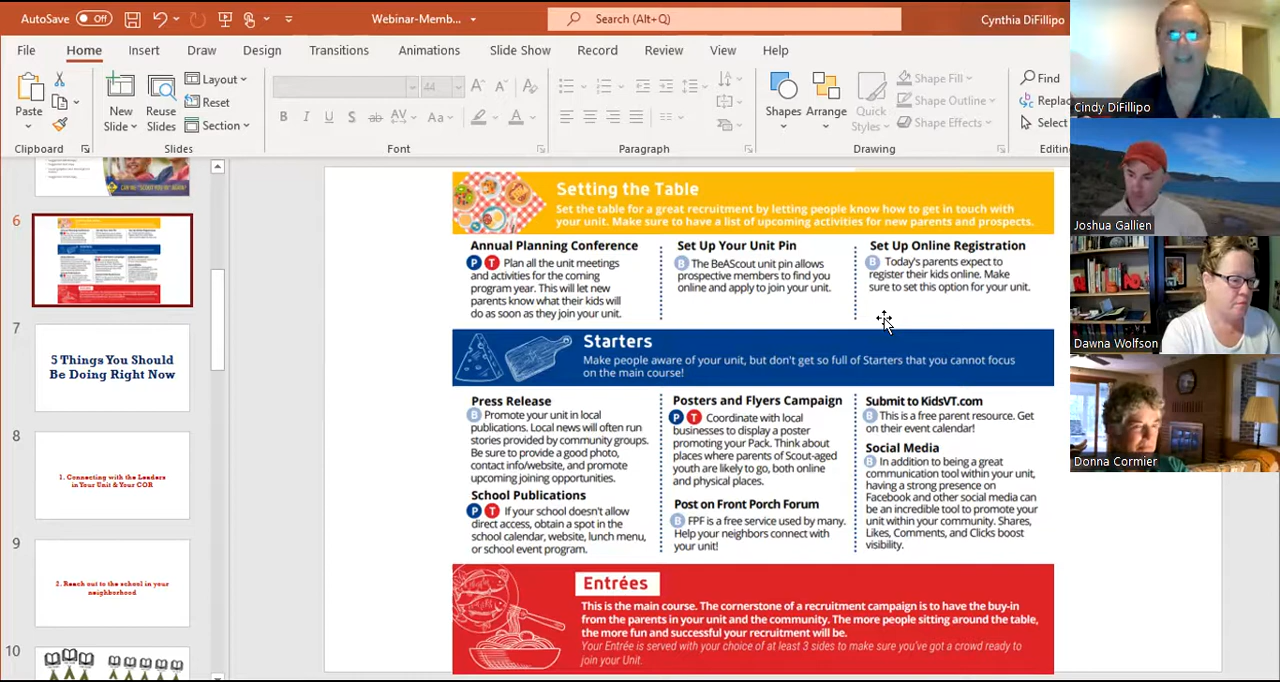 AutoSave Off Webinar-Memb... Search (Alt+Q) Cynthia DiFillipo
File Home Insert Draw Design Transitions Animations Slide Show Record Review View Help
Paste
New Slide
Reuse Slides
Layout
Reset
Section
44
B I U S ab AV Aa A
Shapes
Arrange
Quick Styles
Shape Fill
Shape Outline
Shape Effects
Find
Replac
Select
Clipboard Slides Font Paragraph Drawing Editin
6
7
5 Things You Should
Be Doing Right Now
8
1. Connecting with the Leaders
in Your Unit & Your COR
9
2. Reach out to the school in your
neighborhood
10
Setting the Table
Set the table for a great recruitment by letting people know how to get in touch with
your unit. Make sure to have a list of upcoming activities for new parents and prospects.
Annual Planning Conference
P T Plan all the unit meetings
and activities for the coming
program year. This will let new
parents know what their kids will
do as soon as they join your unit.
Set Up Your Unit Pin
B The BeAScout unit pin allows
prospective members to find you
online and apply to join your unit.
Set Up Online Registration
B Today's parents expect to
register their kids online. Make
sure to set this option for your unit.
Starters
Make people aware of your unit, but don't get so full of Starters that you cannot focus
on the main course!
Press Release
B Promote your unit in local
publications. Local news will often run
stories provided by community groups.
Be sure to provide a good photo,
contact info/website, and promote
upcoming joining opportunities.
School Publications
P T If your school doesn't allow
direct access, obtain a spot in the
school calendar, website, lunch menu,
or school event program.
Posters and Flyers Campaign
P T Coordinate with local
businesses to display a poster
promoting your Pack. Think about
places where parents of Scout-aged
youth are likely to go, both online
and physical places.
Post on Front Porch Forum
B FPF is a free service used by many.
Help your neighbors connect with
your unit!
Submit to KidsVT.com
B This is a free parent resource. Get
on their event calendar!
Social Media
B In addition to being a great
communication tool within your unit,
having a strong presence on
Facebook and other social media can
be an incredible tool to promote your
unit within your community. Shares,
Likes, Comments, and Clicks boost
visibility.
Entrées
This is the main course. The cornerstone of a recruitment campaign is to have the buy-in
from the parents in your unit and the community. The more people sitting around the table,
the more fun and successful your recruitment will be.
Your Entrée is served with your choice of at least 3 sides to make sure you've got a crowd ready to
join your Unit.
Cindy DiFillipo
Joshua Gallien
Dawna Wolfson
Donna Cormier